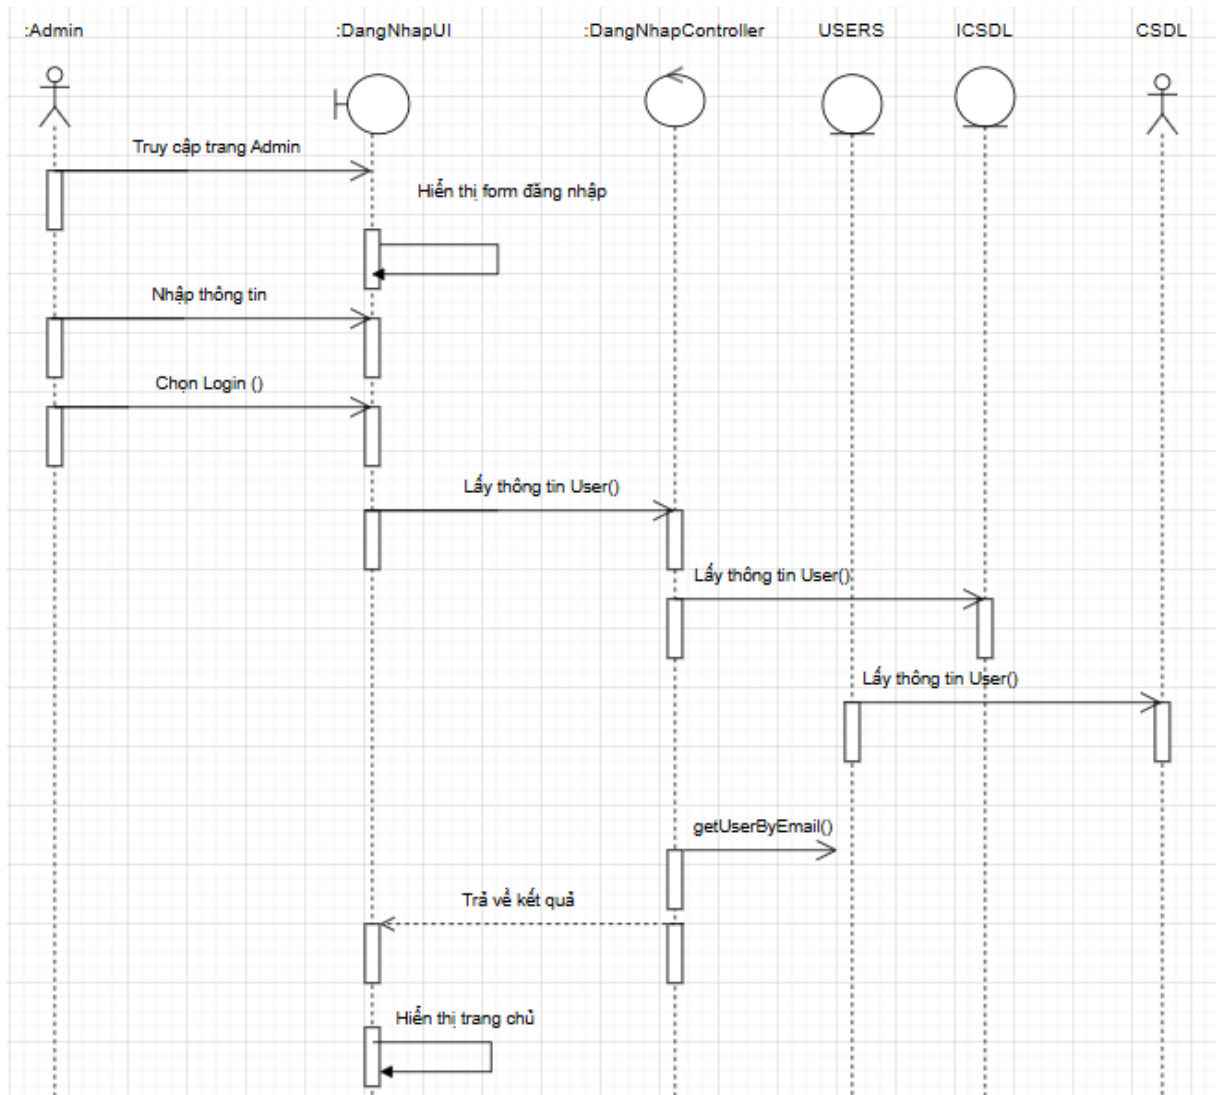 :Admin
:DangNhapUI
:DangNhapController
USERS
ICSDL
CSDL
Truy cập trang Admin
Hiển thị form đăng nhập
Nhập thông tin
Chọn Login ()
Lấy thông tin User()
Lấy thông tin User()
Lấy thông tin User()
getUserByEmail()
Trả về kết quả
Hiển thị trang chủ